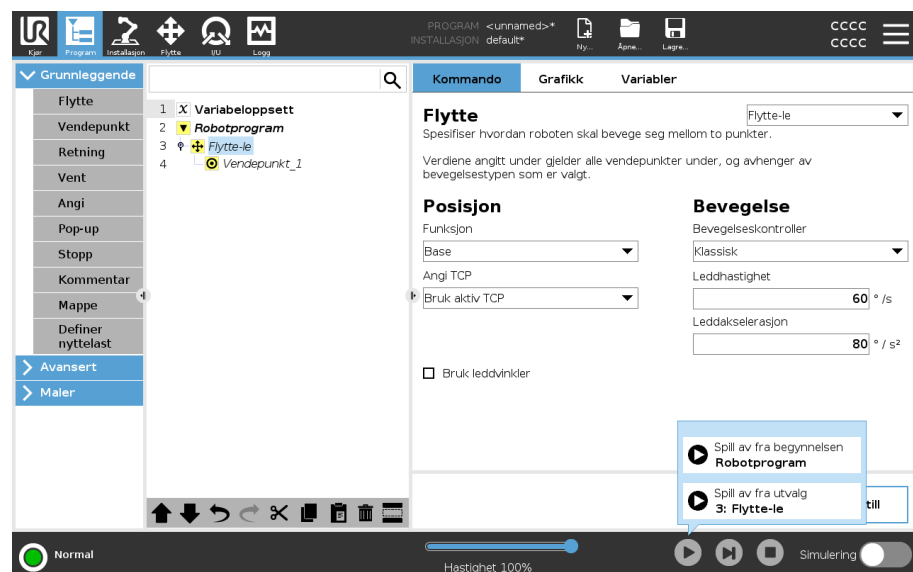 UR
Kjør
Program
Installasjon
Flytte
I/U
Logg
PROGRAM <unnamed>*
INSTALLASJON default*
Ny...
Åpne...
Lagre...
cccc
cccc
Grunnleggende
Flytte
Vendepunkt
Retning
Vent
Angi
Pop-up
Stopp
Kommentar
Mappe
Definer
nyttelast
Avansert
Maler
1 X Variabeloppsett
2 Robotprogram
3 Flytte-le
4 Vendepunkt_1
Kommando
Grafikk
Variabler
Flytte
Flytte-le
Spesifiser hvordan roboten skal bevege seg mellom to punkter.
Verdiene angitt under gjelder alle vendepunkter under, og avhenger av
bevegelsestypen som er valgt.
Posisjon
Funksjon
Base
Angi TCP
Bruk aktiv TCP
Bruk leddvinkler
Bevegelse
Bevegelseskontroller
Klassisk
Leddhastighet
60 ° /s
Leddakselerasjon
80 ° / s²
Spill av fra begynnelsen
Robotprogram
Spill av fra utvalg
3: Flytte-le
till
Normal
Hastighet 100%
Simulering